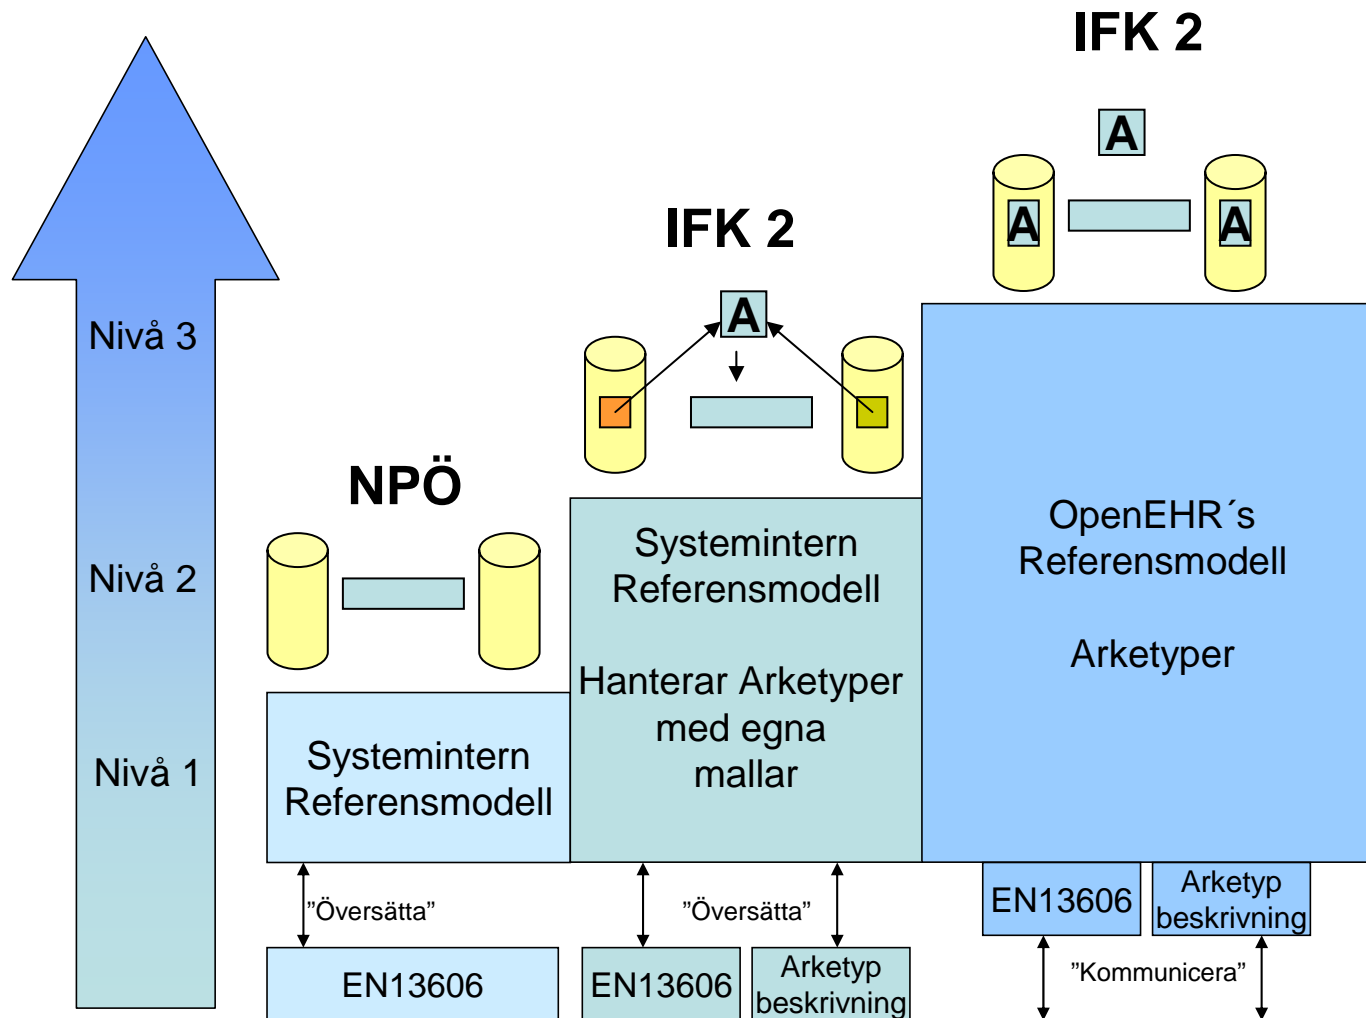 IFK 2
A
A
A
IFK 2
A
Nivå 3
NPÖ
OpenEHR´s
Referensmodell
Arketyper
Systemintern
Referensmodell
Hanterar Arketyper
med egna
mallar
Nivå 2
Systemintern
Referensmodell
Nivå 1
”Översätta”
”Översätta”
EN13606
Arketyp
beskrivning
EN13606
EN13606
Arketyp
beskrivning
”Kommunicera”